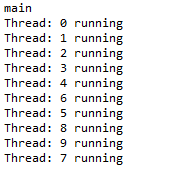 main
Thread: 0 running
Thread: 1 running
Thread: 2 running
Thread: 3 running
Thread: 4 running
Thread: 6 running
Thread: 5 running
Thread: 8 running
Thread: 9 running
Thread: 7 running